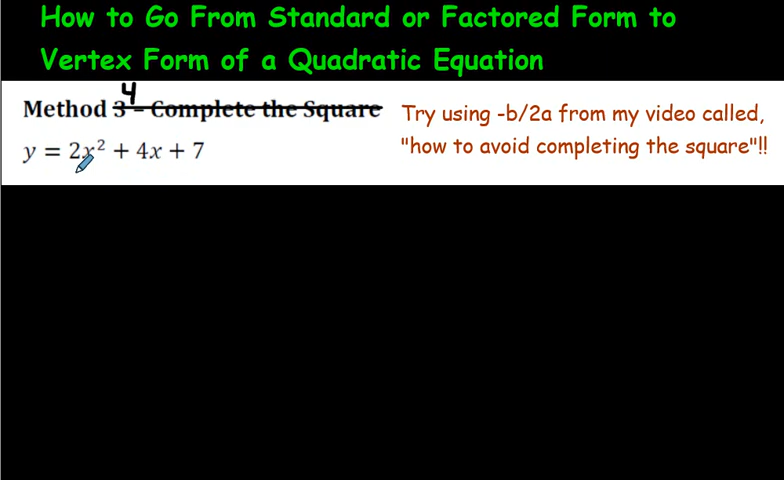 How to Go From Standard or Factored Form to
Vertex Form of a Quadratic Equation
4
Method 3 – Complete the Square
y = 2x² + 4x + 7
Try using -b/2a from my video called,
"how to avoid completing the square"!!